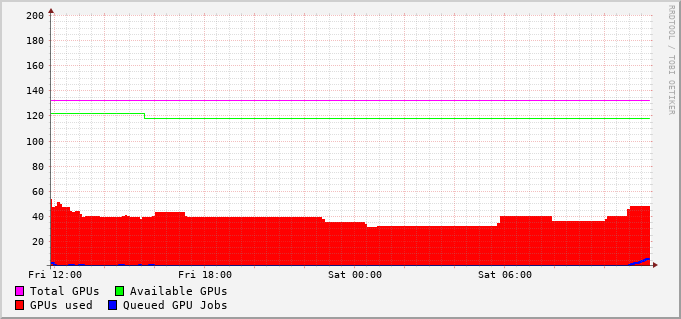 200
180
160
140
120
100
80
60
40
20
Fri 12:00 Fri 18:00 Sat 00:00 Sat 06:00
Total GPUs Available GPUs
GPUs used Queued GPU Jobs
RRDTOOL / TOBI OETIKER